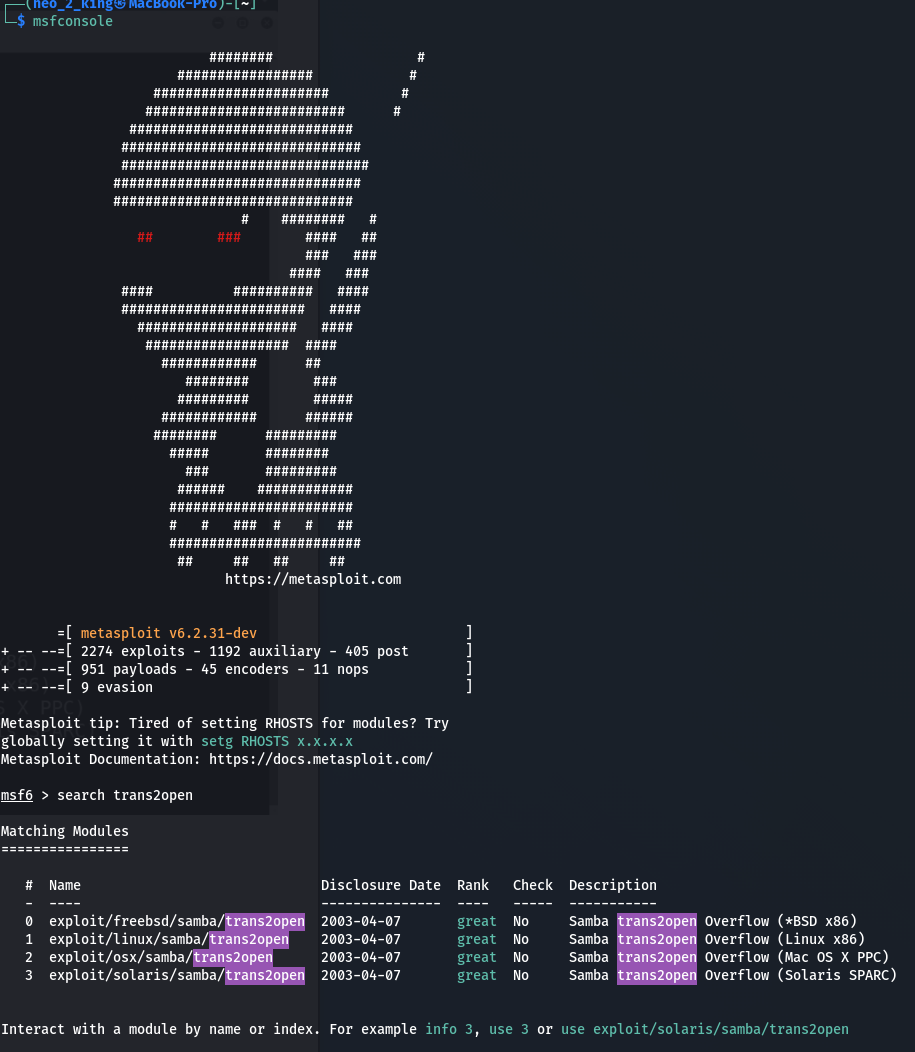 ┌──(neo_2_king㉿MacBook-Pro)-[~]
└─$ msfconsole
######## #
################# #
###################### #
######################### #
############################
##############################
###############################
###############################
##############################
# ######## #
## ### #### ##
### ###
#### ###
#### ########## ####
####################### ####
#################### ####
################## ####
############ ##
######## ###
######### #####
############ ######
######## #########
##### ########
### #########
###### ############
#######################
# # ### # # ##
########################
## ## ## ##
https://metasploit.com
=[ metasploit v6.2.31-dev ]
+ -- --=[ 2274 exploits - 1192 auxiliary - 405 post ]
+ -- --=[ 951 payloads - 45 encoders - 11 nops ]
+ -- --=[ 9 evasion ]
Metasploit tip: Tired of setting RHOSTS for modules? Try
globally setting it with setg RHOSTS x.x.x.x
Metasploit Documentation: https://docs.metasploit.com/
msf6 > search trans2open
Matching Modules
================
# Name Disclosure Date Rank Check Description
- ---- --------------- ---- ----- -----------
0 exploit/freebsd/samba/trans2open 2003-04-07 great No Samba trans2open Overflow (*BSD x86)
1 exploit/linux/samba/trans2open 2003-04-07 great No Samba trans2open Overflow (Linux x86)
2 exploit/osx/samba/trans2open 2003-04-07 great No Samba trans2open Overflow (Mac OS X PPC)
3 exploit/solaris/samba/trans2open 2003-04-07 great No Samba trans2open Overflow (Solaris SPARC)
Interact with a module by name or index. For example info 3, use 3 or use exploit/solaris/samba/trans2open